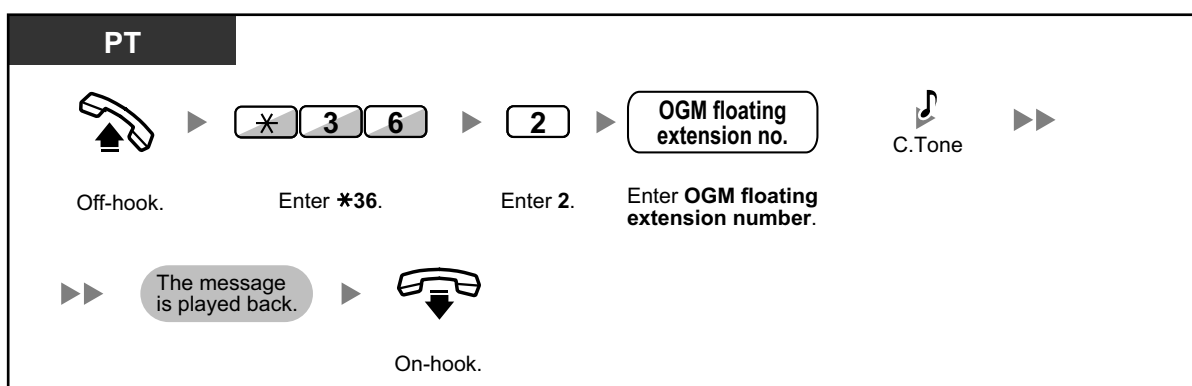 PT
✳ 3 6
2
OGM floating
extension no.
C.Tone
Off-hook.
Enter ✳36.
Enter 2.
Enter OGM floating
extension number.
The message
is played back.
On-hook.